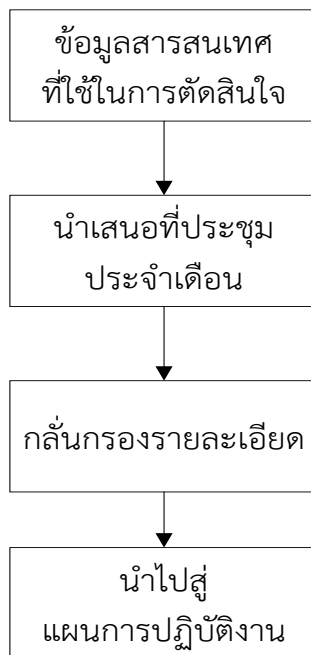 ข้อมูลสารสนเทศ
ที่ใช้ในการตัดสินใจ
นำเสนอที่ประชุม
ประจำเดือน
กลั่นกรองรายละเอียด
นำไปสู่
แผนการปฏิบัติงาน